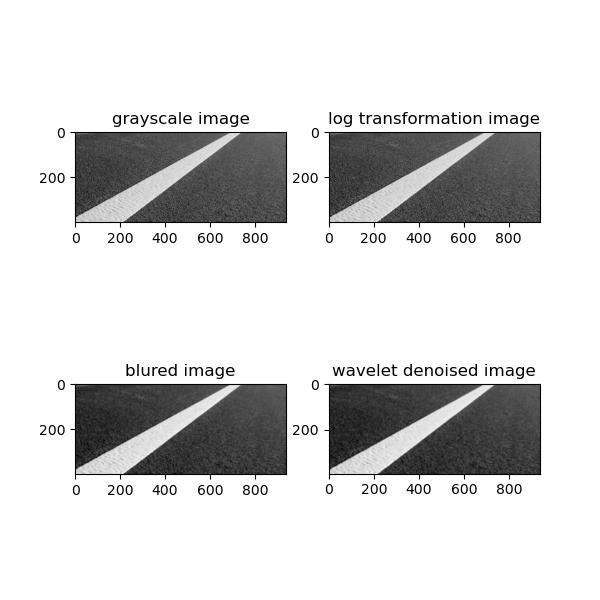 grayscale image
log transformation image
0
200
0 200 400 600 800
0
200
0 200 400 600 800
blured image
wavelet denoised image
0
200
0 200 400 600 800
0
200
0 200 400 600 800